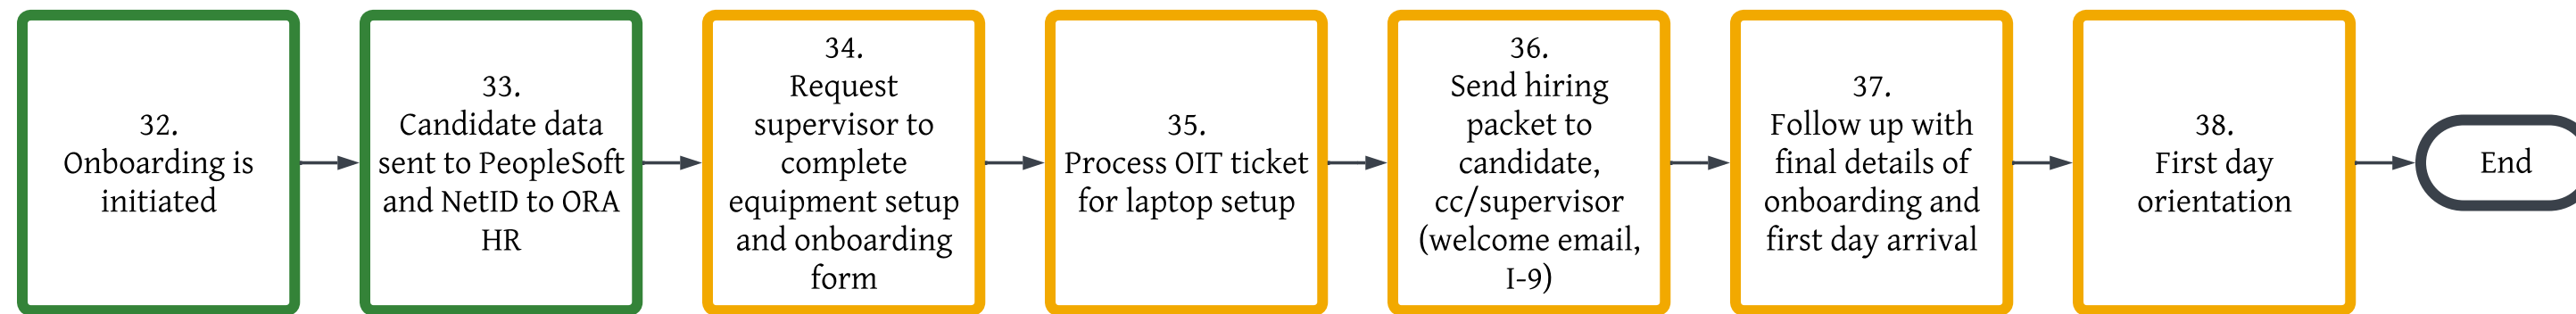 32.
Onboarding is
initiated
33.
Candidate data
sent to PeopleSoft
and NetID to ORA
HR
34.
Request
supervisor to
complete
equipment setup
and onboarding
form
35.
Process OIT ticket
for laptop setup
36.
Send hiring
packet to
candidate,
cc/supervisor
(welcome email,
I-9)
37.
Follow up with
final details of
onboarding and
first day arrival
38.
First day
orientation
End